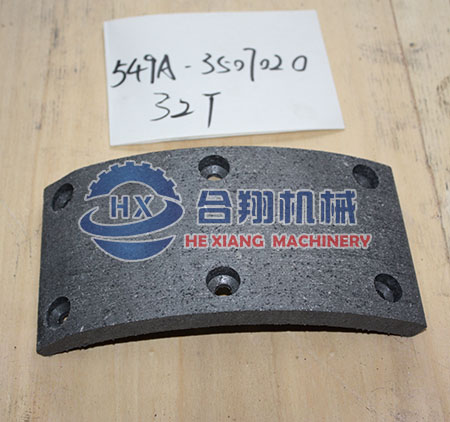 549A-3507020
32T
HX
合翔机械
HE XIANG MACHINERY